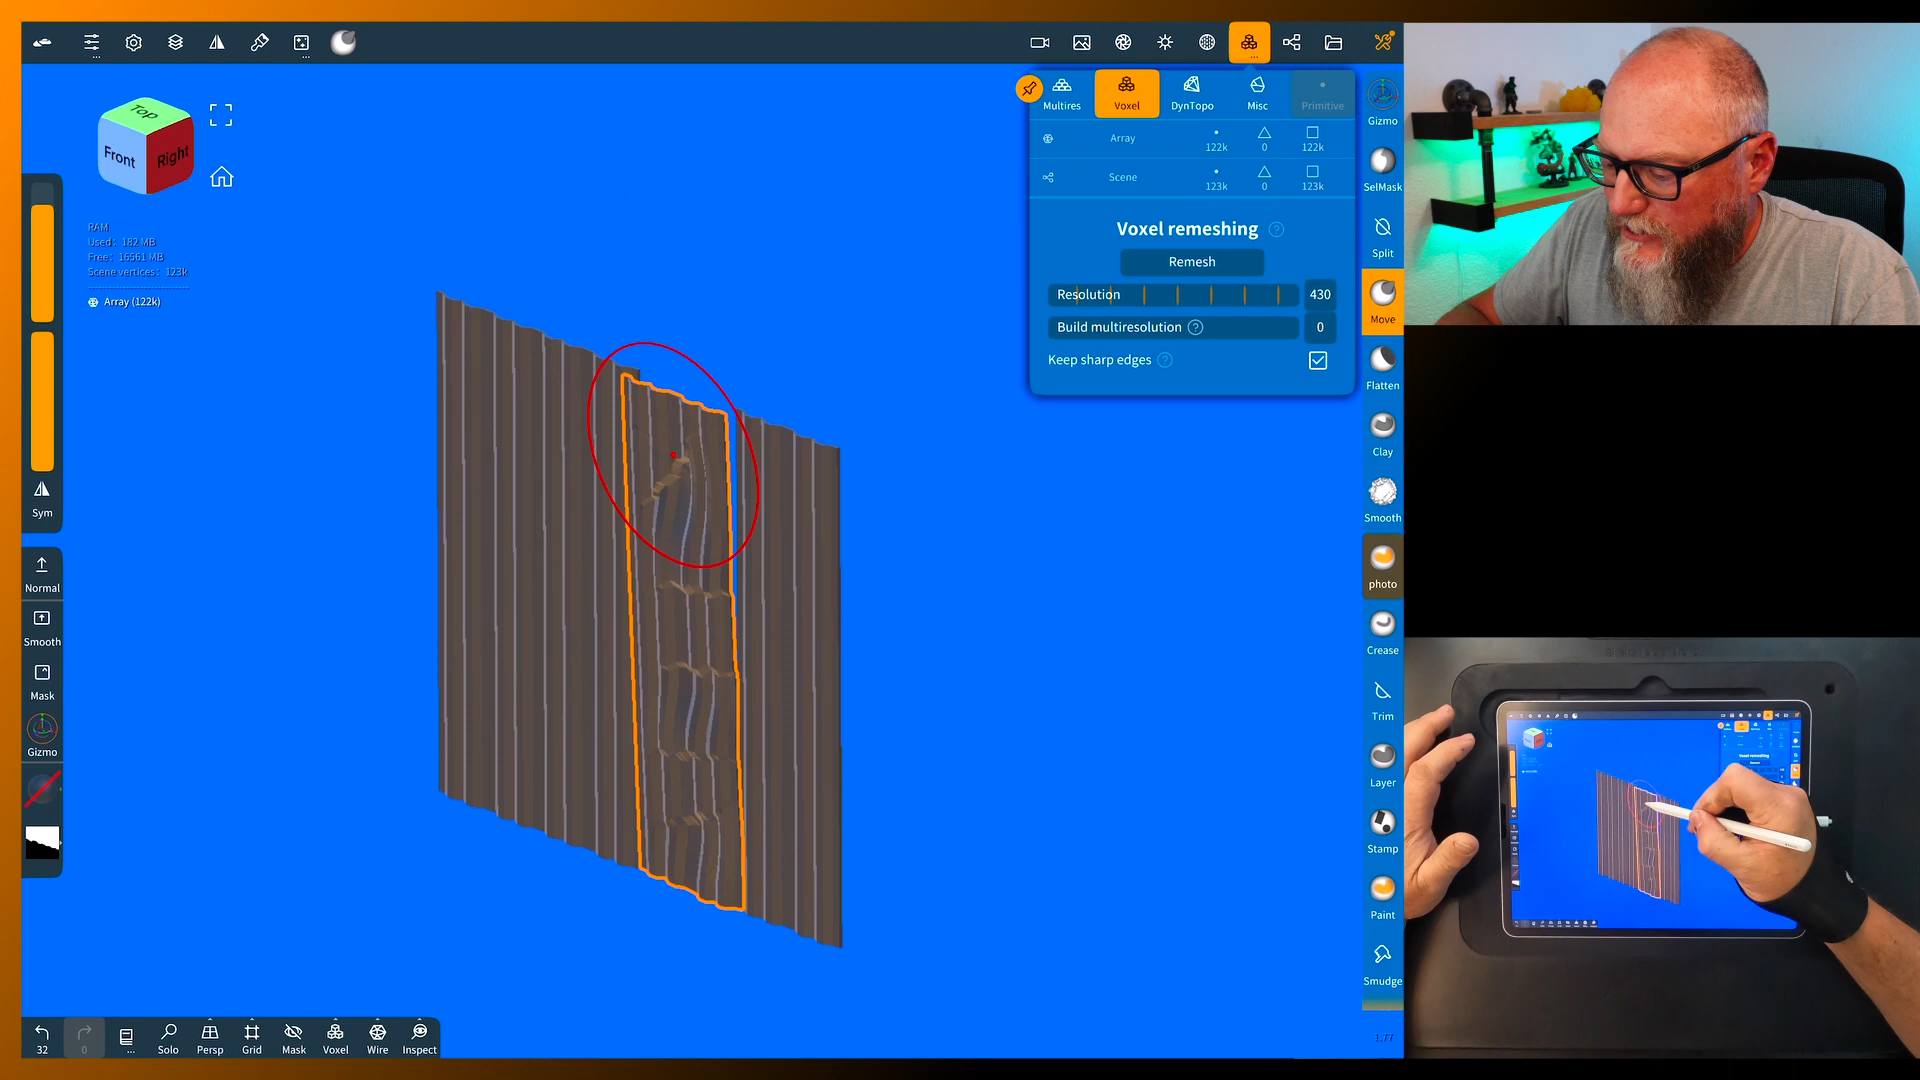 Top
Front
Right
RAM
Used: 182 MB
Free: 16561 MB
Scene vertices: 123k
Array (122k)
Sym
Normal
Smooth
Mask
Gizmo
Multires
Voxel
DynTopo
Misc
Primitive
Array
122k
0
122k
Scene
123k
0
123k
Voxel remeshing
Remesh
Resolution
430
Build multiresolution
0
Keep sharp edges
Gizmo
SelMask
Split
Move
Flatten
Clay
Smooth
photo
Crease
Trim
Layer
Stamp
Paint
Smudge
32
0
Solo
Persp
Grid
Mask
Voxel
Wire
Inspect
1.77